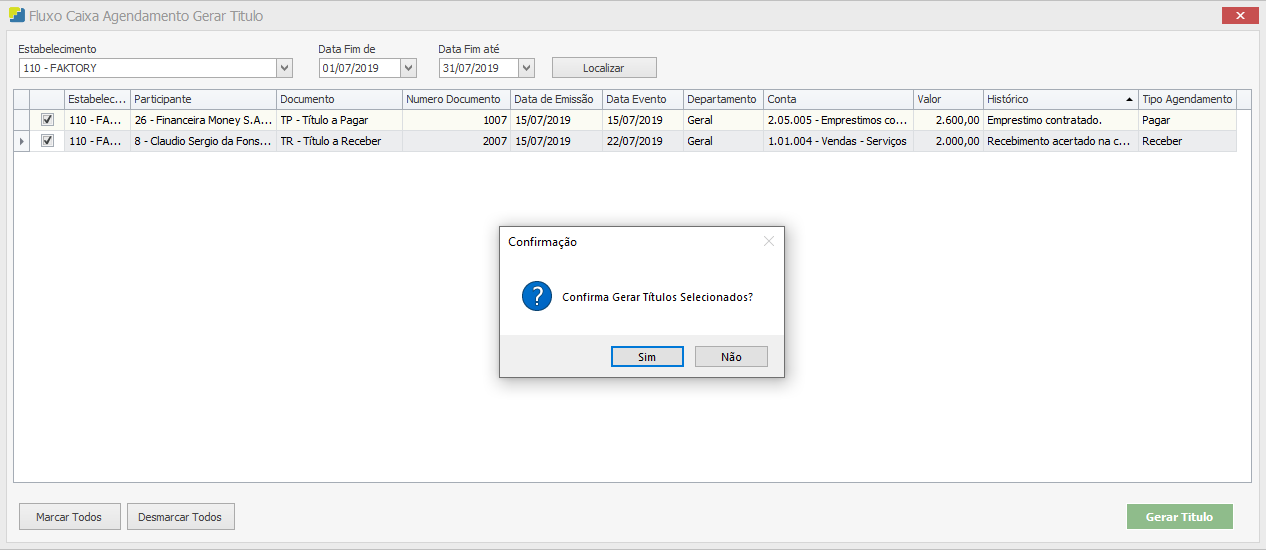 Fluxo Caixa Agendamento Gerar Titulo
Estabelecimento Data Fim de Data Fim até
110 - FAKTORY 01/07/2019 31/07/2019 Localizar
Estabelec... Participante Documento Numero Documento Data de Emissão Data Evento Departamento Conta Valor Histórico Tipo Agendamento
110 - FA... 26 - Financeira Money S.A... TP - Título a Pagar 1007 15/07/2019 15/07/2019 Geral 2.05.005 - Emprestimos co... 2.600,00 Emprestimo contratado. Pagar
110 - FA... 8 - Claudio Sergio da Fons... TR - Título a Receber 2007 15/07/2019 22/07/2019 Geral 1.01.004 - Vendas - Serviços 2.000,00 Recebimento acertado na c... Receber
Confirmação
Confirma Gerar Títulos Selecionados?
Sim Não
Marcar Todos Desmarcar Todos Gerar Titulo